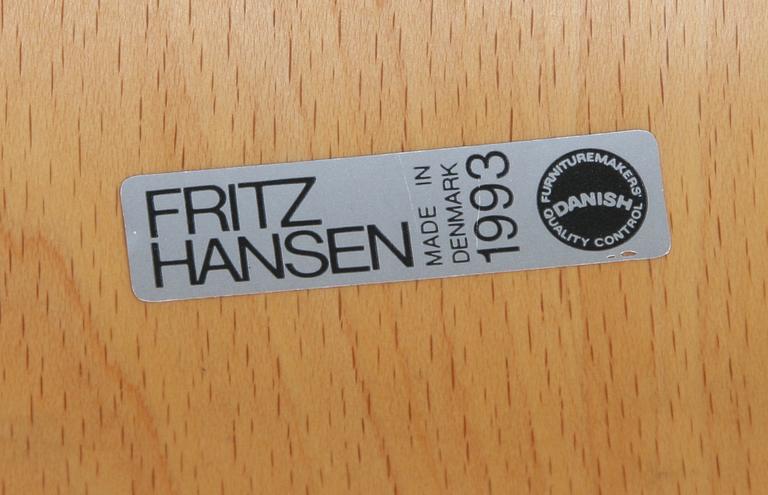 FRITZ
HANSEN
MADE IN
DENMARK
1993
FURNITUREMAKERS'
DANISH
QUALITY CONTROL